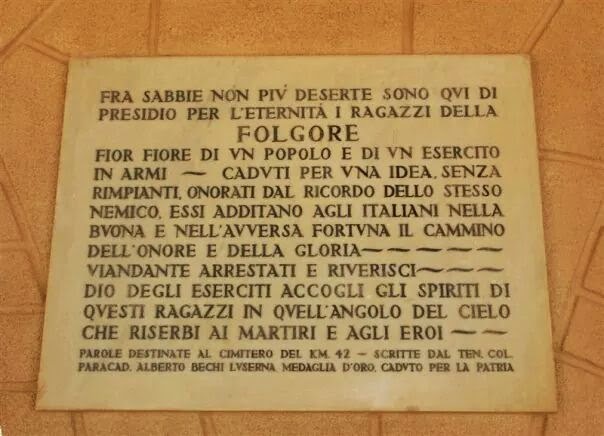 FRA SABBIE NON PIV' DESERTE SONO QVI DI
PRESIDIO PER L'ETERNITÀ I RAGAZZI DELLA
FOLGORE
FIOR FIORE DI VN POPOLO E DI VN ESERCITO
IN ARMI — CADVTI PER VNA IDEA, SENZA
RIMPIANTI, ONORATI DAL RICORDO DELLO STESSO
NEMICO, ESSI ADDITANO AGLI ITALIANI NELLA
BVONA E NELL'AVVERSA FORTVNA IL CAMMINO
DELL'ONORE E DELLA GLORIA—————
VIANDANTE ARRESTATI E RIVERISCI————
DIO DEGLI ESERCITI ACCOGLI GLI SPIRITI DI
QVESTI RAGAZZI IN QVELL'ANGOLO DEL CIELO
CHE RISERBI AI MARTIRI E AGLI EROI ——
PAROLE DESTINATE AL CIMITERO DEL KM. 42 – SCRITTE DAL TEN. COL.
PARACAD. ALBERTO BECHI LVSERNA, MEDAGLIA D'ORO, CADVTO PER LA PATRIA